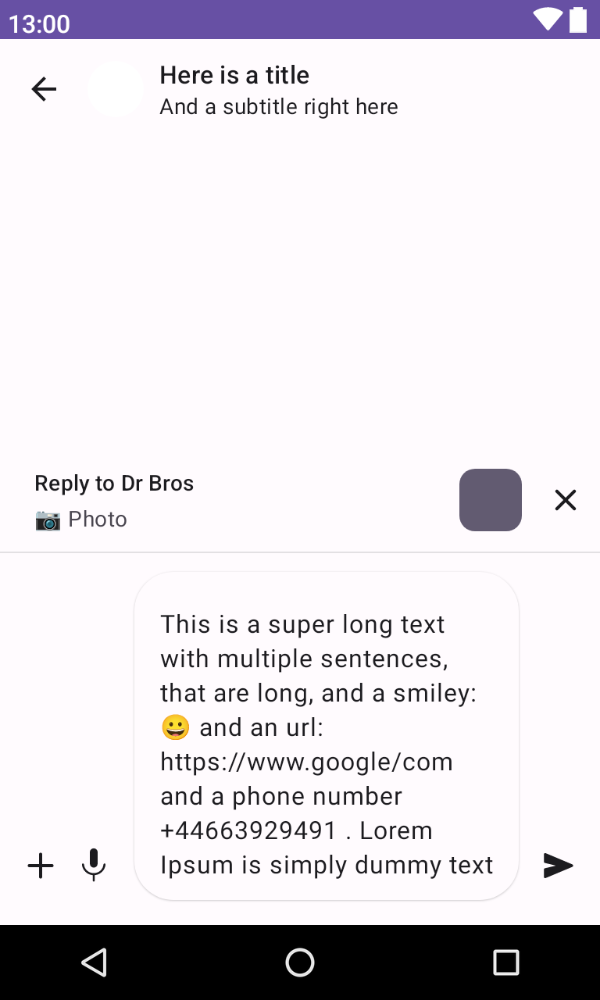 13:00
Here is a title
And a subtitle right here
Reply to Dr Bros
📷 Photo
This is a super long text
with multiple sentences,
that are long, and a smiley:
😀 and an url:
https://www.google/com
and a phone number
+44663929491 . Lorem
Ipsum is simply dummy text